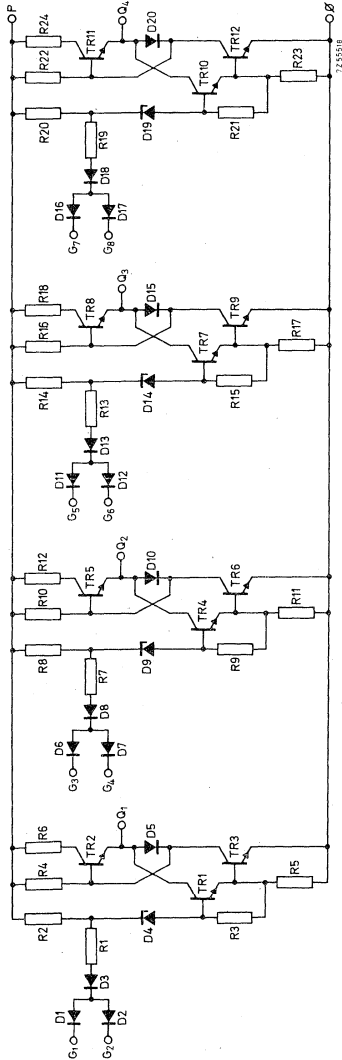 P
R2
R4
R6
TR2
Q1
D5
TR1
TR3
D4
R3
R5
R1
D3
D1
D2
G1
G2
R8
R10
R12
TR5
Q2
D10
TR4
TR6
D9
R9
R11
R7
D8
D6
D7
G3
G4
R14
R16
R18
TR8
Q3
D15
TR7
TR9
D14
R15
R17
R13
D13
D11
D12
G5
G6
R20
R22
R24
TR11
Q4
D20
TR10
TR12
D19
R21
R23
R19
D18
D16
D17
G7
G8
Ø
7Z55518